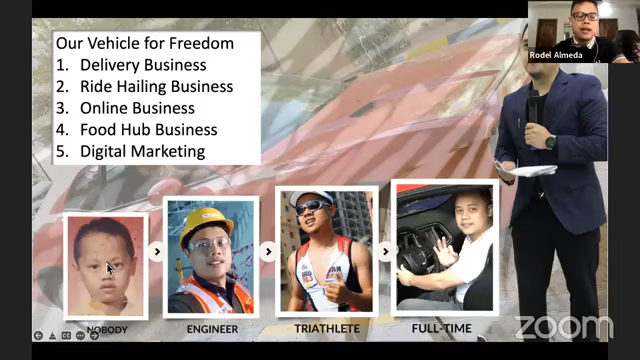 Our Vehicle for Freedom
1. Delivery Business
2. Ride Hailing Business
3. Online Business
4. Food Hub Business
5. Digital Marketing
Rodel Almeda
NOBODY
ENGINEER
TRIATHLETE
FULL-TIME
zoom